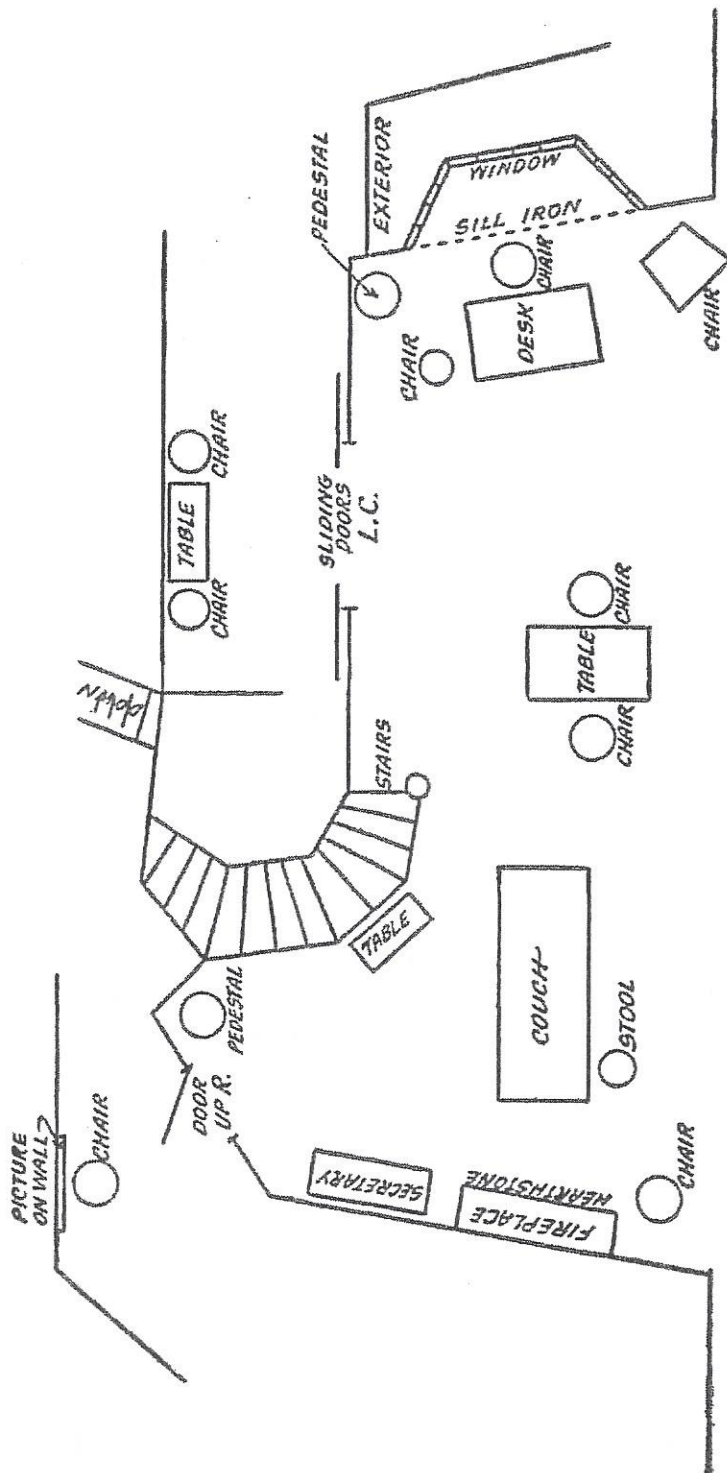 PICTURE
ON WALL
CHAIR
DOWN
CHAIR
TABLE
CHAIR
DOOR
UP R.
PEDESTAL
STAIRS
SLIDING
DOORS
L.C.
PEDESTAL
EXTERIOR
TABLE
SECRETARY
CHAIR
SILL IRON
WINDOW
CHAIR
DESK
HEARTHSTONE
FIREPLACE
COUCH
STOOL
CHAIR
TABLE
CHAIR
CHAIR
CHAIR